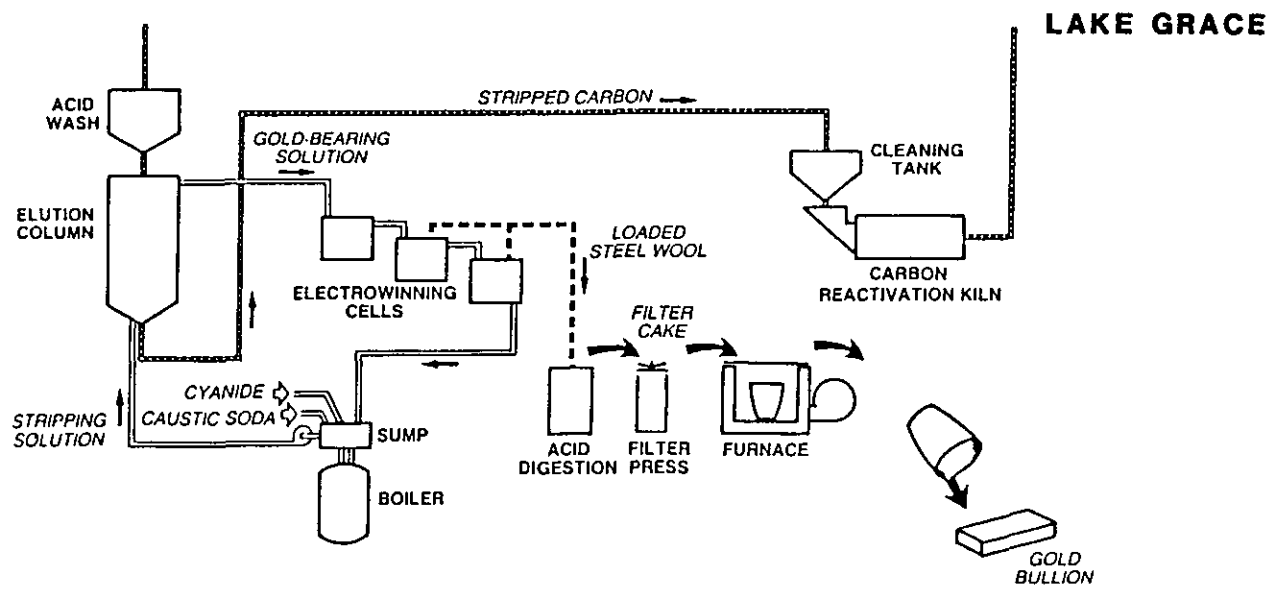 LAKE GRACE
ACID
WASH
STRIPPED CARBON
GOLD-BEARING
SOLUTION
CLEANING
TANK
ELUTION
COLUMN
LOADED
STEEL WOOL
ELECTROWINNING
CELLS
CARBON
REACTIVATION KILN
FILTER
CAKE
CYANIDE
CAUSTIC SODA
STRIPPING
SOLUTION
SUMP
ACID
DIGESTION
FILTER
PRESS
FURNACE
BOILER
GOLD
BULLION